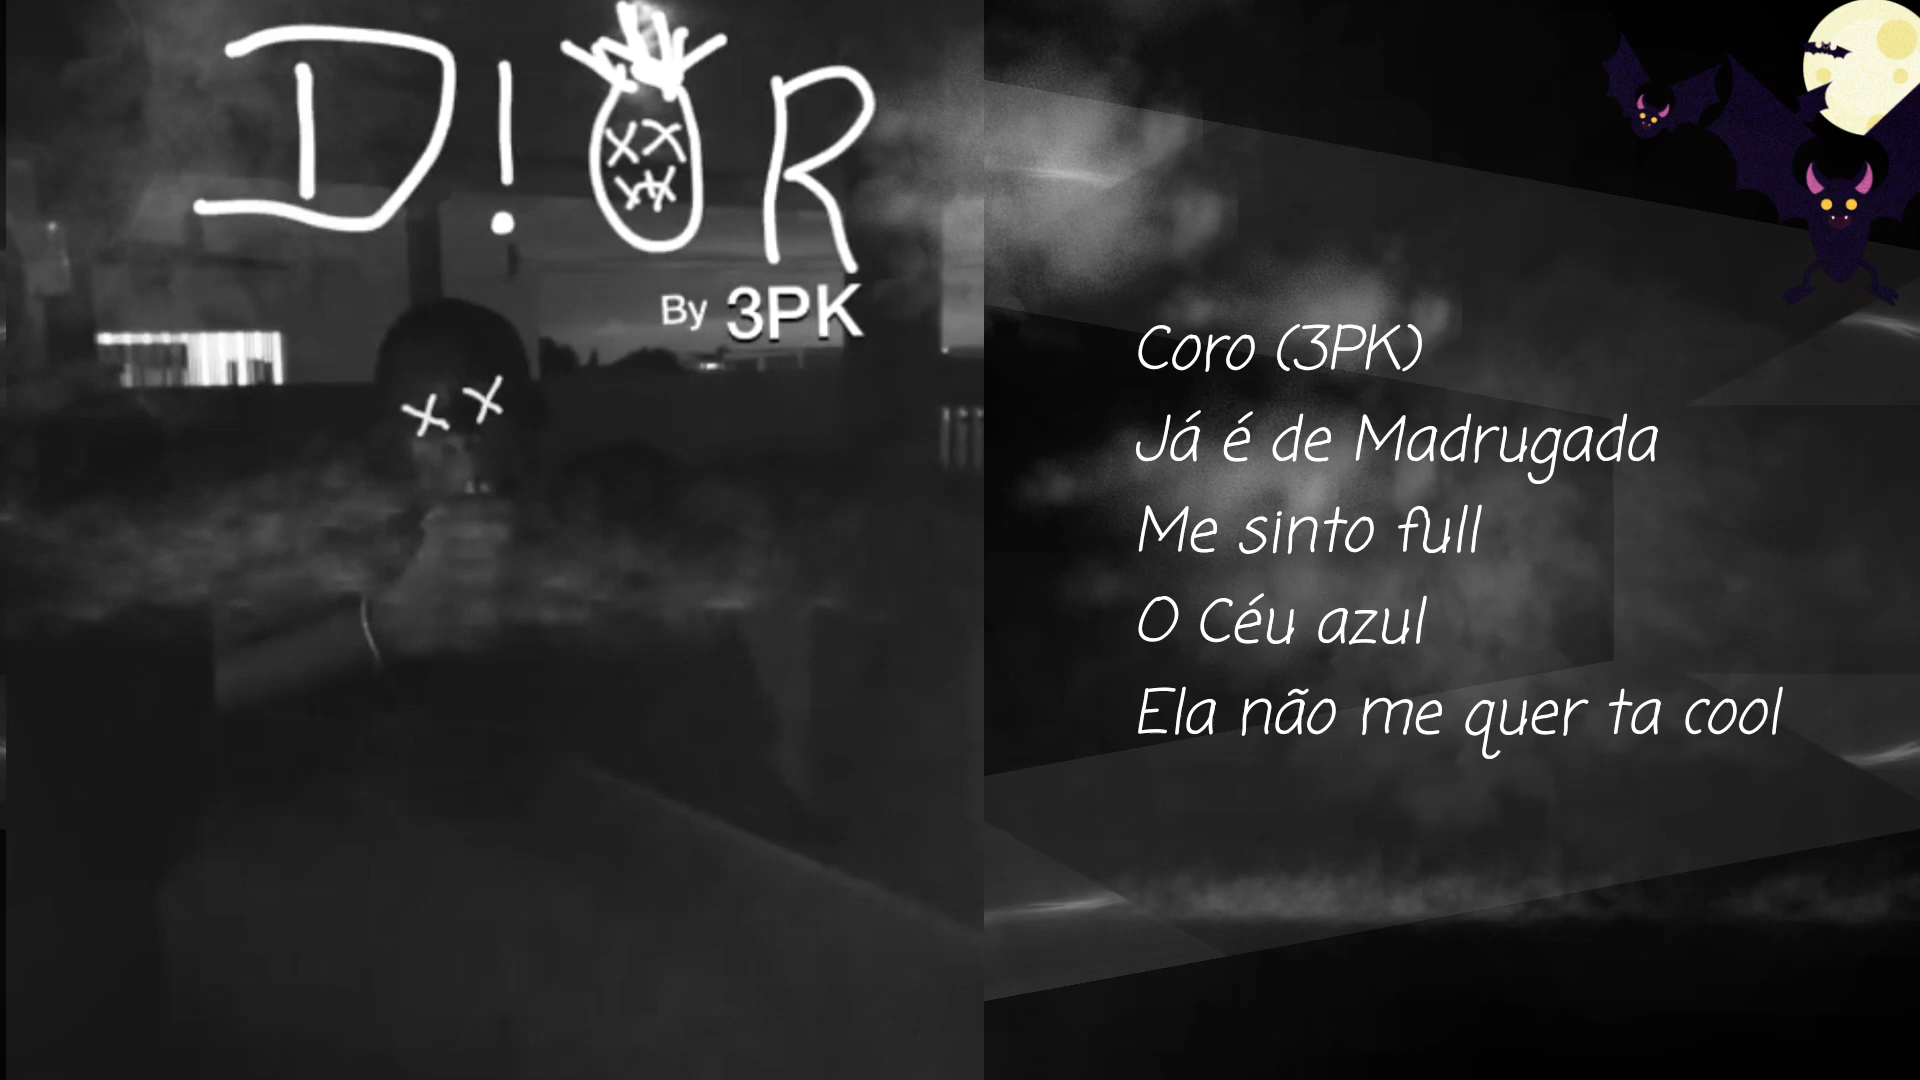 D!OR
By 3PK
Coro (3PK)
Já é de Madrugada
Me sinto full
O Céu azul
Ela não me quer ta cool